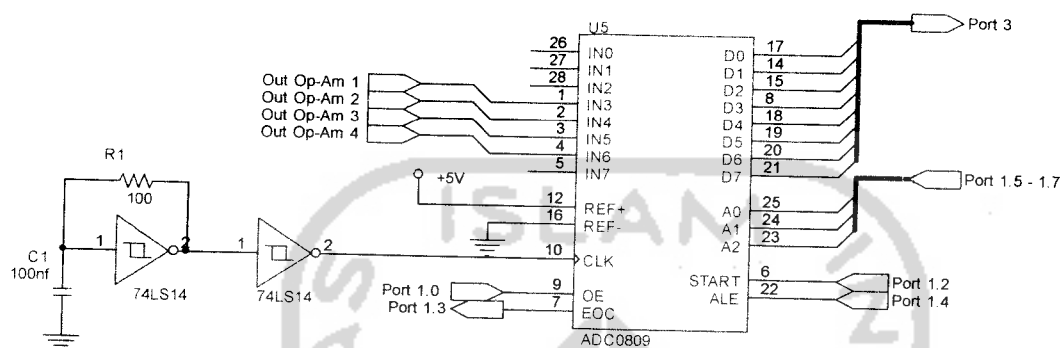 U5
26 IN0
27 IN1
28 IN2
Out Op-Am 1 1 IN3
Out Op-Am 2 2 IN4
Out Op-Am 3 3 IN5
Out Op-Am 4 4 IN6
5 IN7
+5V
12 REF+
16 REF-
10 CLK
Port 1.0 9 OE
Port 1.3 7 EOC
D0 17
D1 14
D2 15
D3 8
D4 18
D5 19
D6 20
D7 21
Port 3
A0 25
A1 24
A2 23
Port 1.5 - 1.7
START 6 Port 1.2
ALE 22 Port 1.4
ADC0809
R1
100
C1
100nf
1 2
74LS14
1 2
74LS14
ISLAM